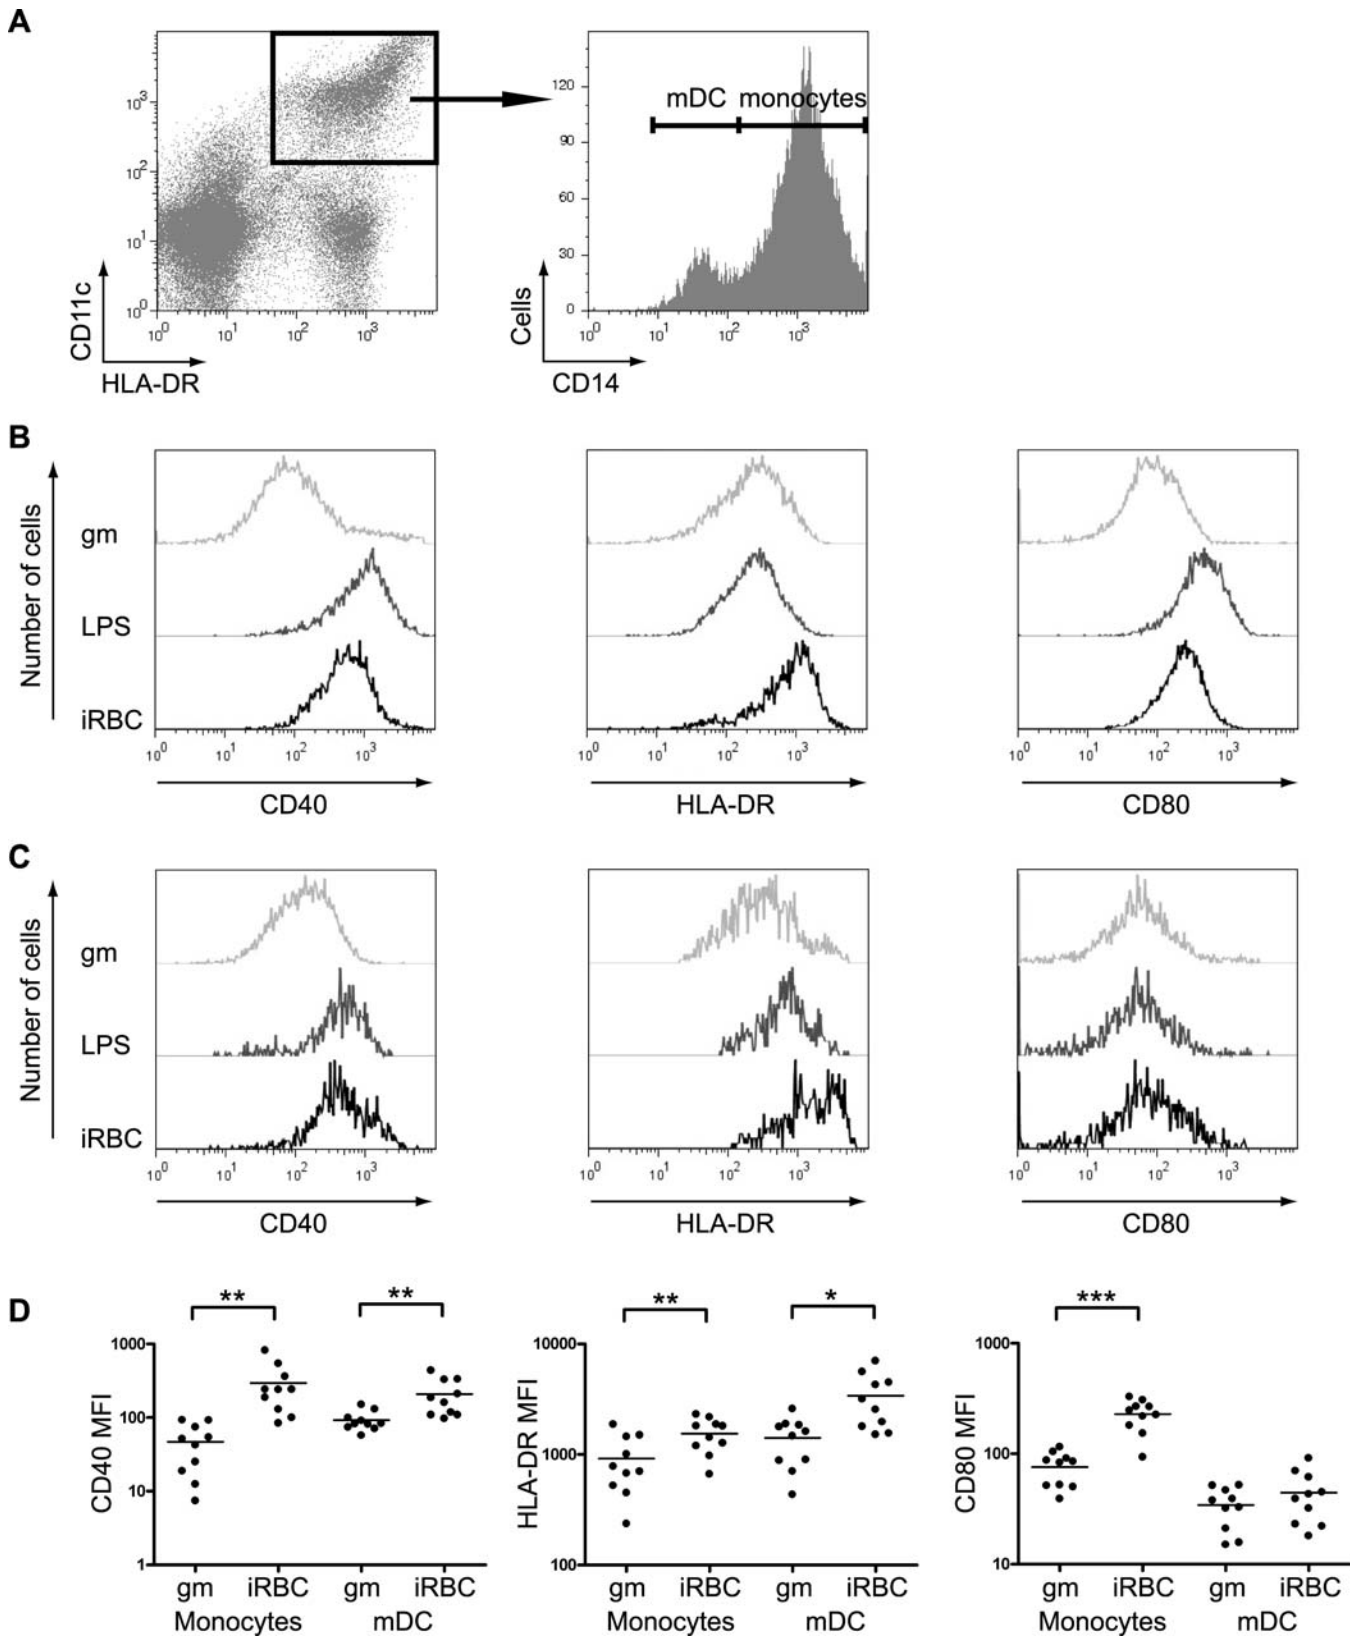 A
10³
10²
10¹
10⁰
10⁰ 10¹ 10² 10³
CD11c
HLA-DR
mDC monocytes
120
90
60
30
0
10⁰ 10¹ 10² 10³
Cells
CD14
B
Number of cells
gm
LPS
iRBC
10⁰ 10¹ 10² 10³
CD40
10⁰ 10¹ 10² 10³
HLA-DR
10⁰ 10¹ 10² 10³
CD80
C
Number of cells
gm
LPS
iRBC
10⁰ 10¹ 10² 10³
CD40
10⁰ 10¹ 10² 10³
HLA-DR
10⁰ 10¹ 10² 10³
CD80
D
** **
1000
100
10
1
CD40 MFI
gm iRBC gm iRBC
Monocytes mDC
** *
10000
1000
100
HLA-DR MFI
gm iRBC gm iRBC
Monocytes mDC
***
1000
100
10
CD80 MFI
gm iRBC gm iRBC
Monocytes mDC